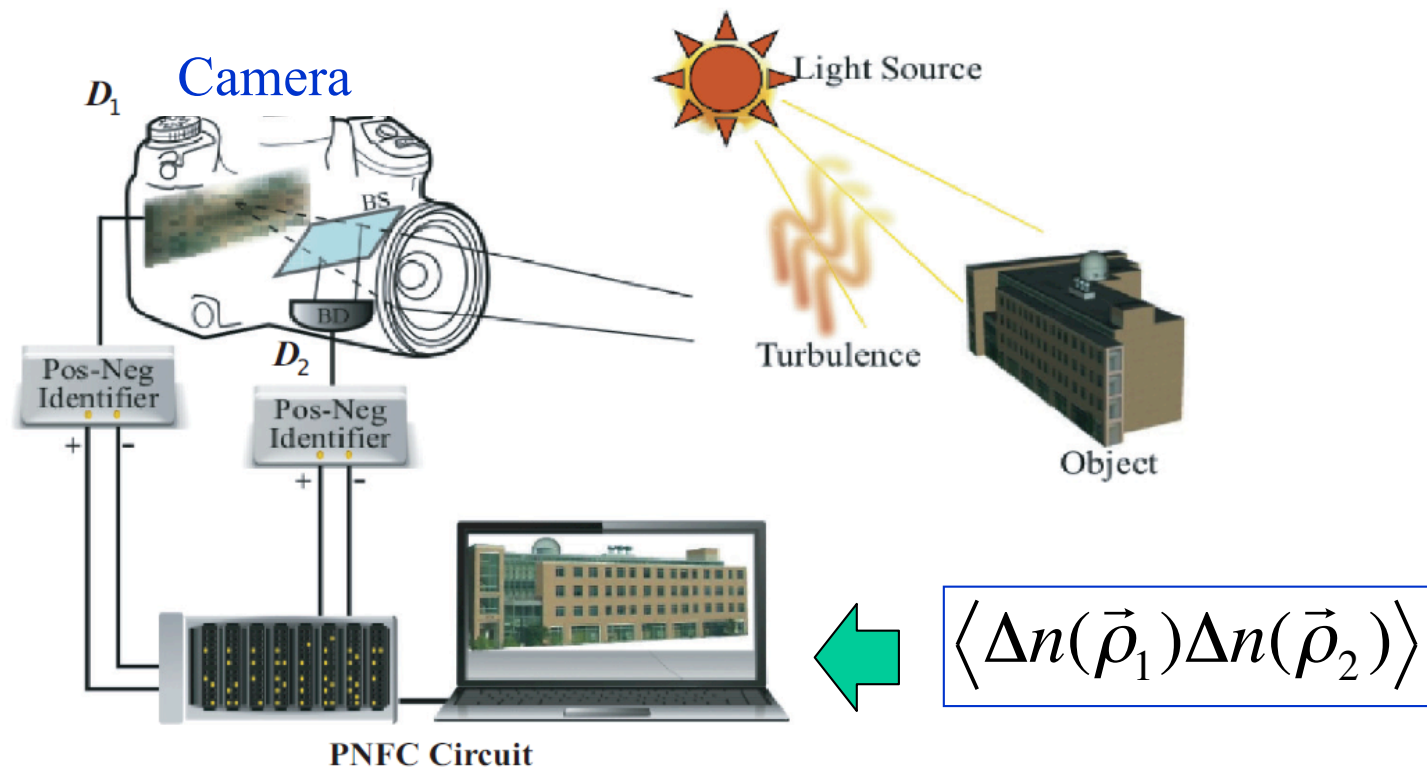 Camera
D₁
Light Source
BS
BD
D₂
Turbulence
Object
Pos-Neg
Identifier
+ -
Pos-Neg
Identifier
+ -
⟨Δn(ρ⃗₁)Δn(ρ⃗₂)⟩
PNFC Circuit